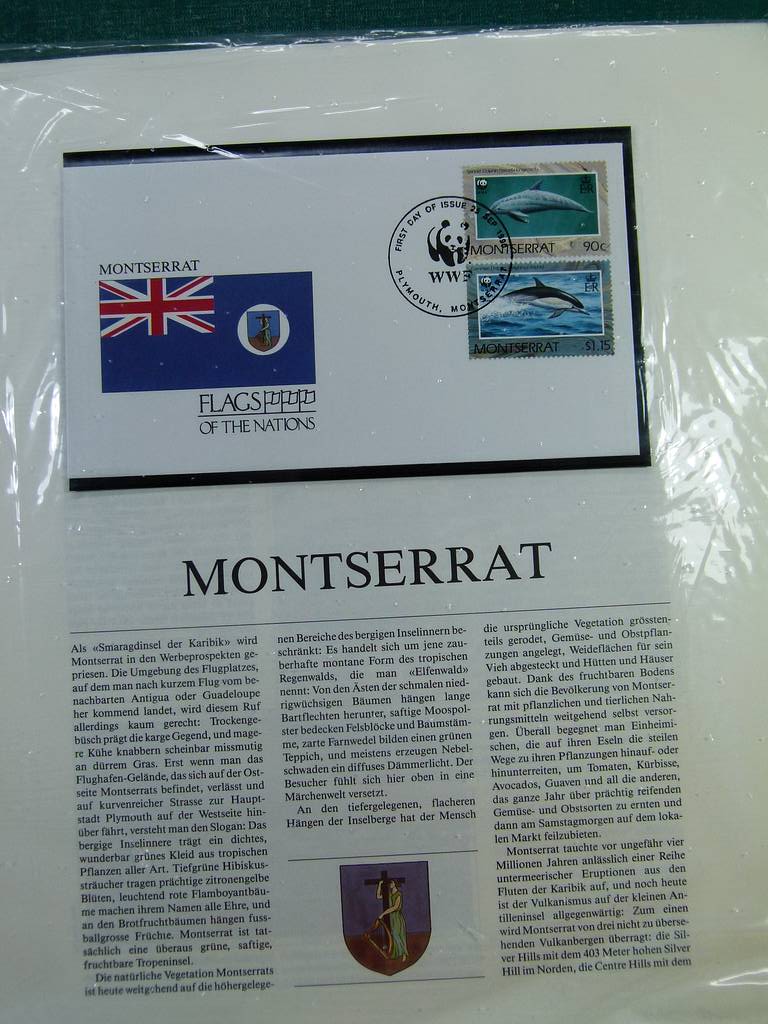 MONTSERRAT
FLAGS
OF THE NATIONS
FIRST DAY OF ISSUE 2 SEP 199
WWF
PLYMOUTH, MONTSERRAT
MONTSERRAT 90c
ER
MONTSERRAT $1.15
ER
MONTSERRAT
Als «Smaragdinsel der Karibik» wird
Montserrat in den Werbeprospekten ge-
priesen. Die Umgebung des Flugplatzes,
auf dem man nach kurzem Flug vom be-
nachbarten Antigua oder Guadeloupe
her kommend landet, wird diesem Ruf
allerdings kaum gerecht: Trockenge-
büsch prägt die karge Gegend, und mage-
re Kühe knabbern scheinbar missmutig
an dürrem Gras. Erst wenn man das
Flughafen-Gelände, das sich auf der Ost-
seite Montserrats befindet, verlässt und
auf kurvenreicher Strasse zur Haupt-
stadt Plymouth auf der Westseite hin-
über fährt, versteht man den Slogan: Das
bergige Inselinnere trägt ein dichtes,
wunderbar grünes Kleid aus tropischen
Pflanzen aller Art. Tiefgrüne Hibiskus-
sträucher tragen prächtige zitronengelbe
Blüten, leuchtend rote Flamboyantbäu-
me machen ihrem Namen alle Ehre, und
an den Brotfruchtbäumen hängen fuss-
ballgrosse Früche. Montserrat ist tat-
sächlich eine überaus grüne, saftige,
fruchtbare Tropeninsel.
Die natürliche Vegetation Montserrats
ist heute weitgehend auf die höhergelege-
nen Bereiche des bergigen Inselinnern be-
schränkt: Es handelt sich um jene zau-
berhafte montane Form des tropischen
Regenwalds, die man «Elfenwald»
nennt: Von den Ästen der schmalen nied-
rigwüchsigen Bäumen hängen lange
Bartflechten herunter, saftige Moospol-
ster bedecken Felsblöcke und Baumstäm-
me, zarte Farnwedel bilden einen grünen
Teppich, und meistens erzeugen Nebel-
schwaden ein diffuses Dämmerlicht. Der
Besucher fühlt sich hier oben in eine
Märchenwelt versetzt.
An den tiefergelegenen, flacheren
Hängen der Inselberge hat der Mensch
die ursprüngliche Vegetation grössten-
teils gerodet, Gemüse- und Obstpflan-
zungen angelegt, Weideflächen für sein
Vieh abgesteckt und Hütten und Häuser
gebaut. Dank des fruchtbaren Bodens
kann sich die Bevölkerung von Montser-
rat mit pflanzlichen und tierlichen Nah-
rungsmitteln weitgehend selbst versor-
gen. Überall begegnet man Einheimi-
schen, die auf ihren Eseln die steilen
Wege zu ihren Pflanzungen hinauf- oder
hinunterreiten, um Tomaten, Kürbisse,
Avocados, Guaven und all die anderen,
das ganze Jahr über prächtig reifenden
Gemüse- und Obstsorten zu ernten und
dann am Samstagmorgen auf dem loka-
len Markt feilzubieten.
Montserrat tauchte vor ungefähr vier
Millionen Jahren anlässlich einer Reihe
untermeerischer Eruptionen aus den
Fluten der Karibik auf, und noch heute
ist der Vulkanismus auf der kleinen An-
tilleninsel allgegenwärtig: Zum einen
wird Montserrat von drei nicht zu überse-
henden Vulkanbergen überragt: die Sil-
ver Hills mit dem 403 Meter hohen Silver
Hill im Norden, die Centre Hills mit dem